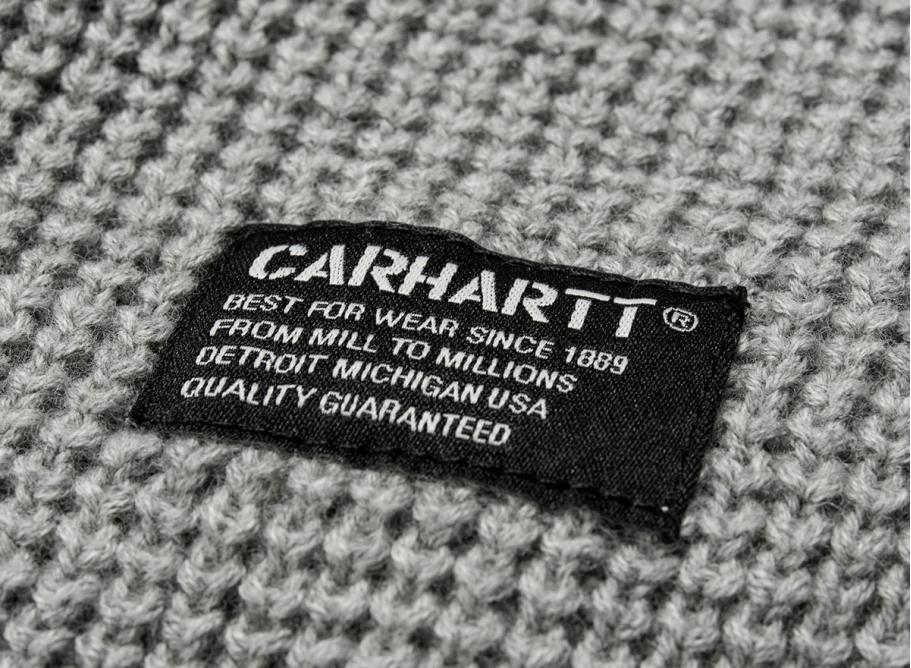 CARHARTT ®
BEST FOR WEAR SINCE 1889
FROM MILL TO MILLIONS
DETROIT MICHIGAN USA
QUALITY GUARANTEED